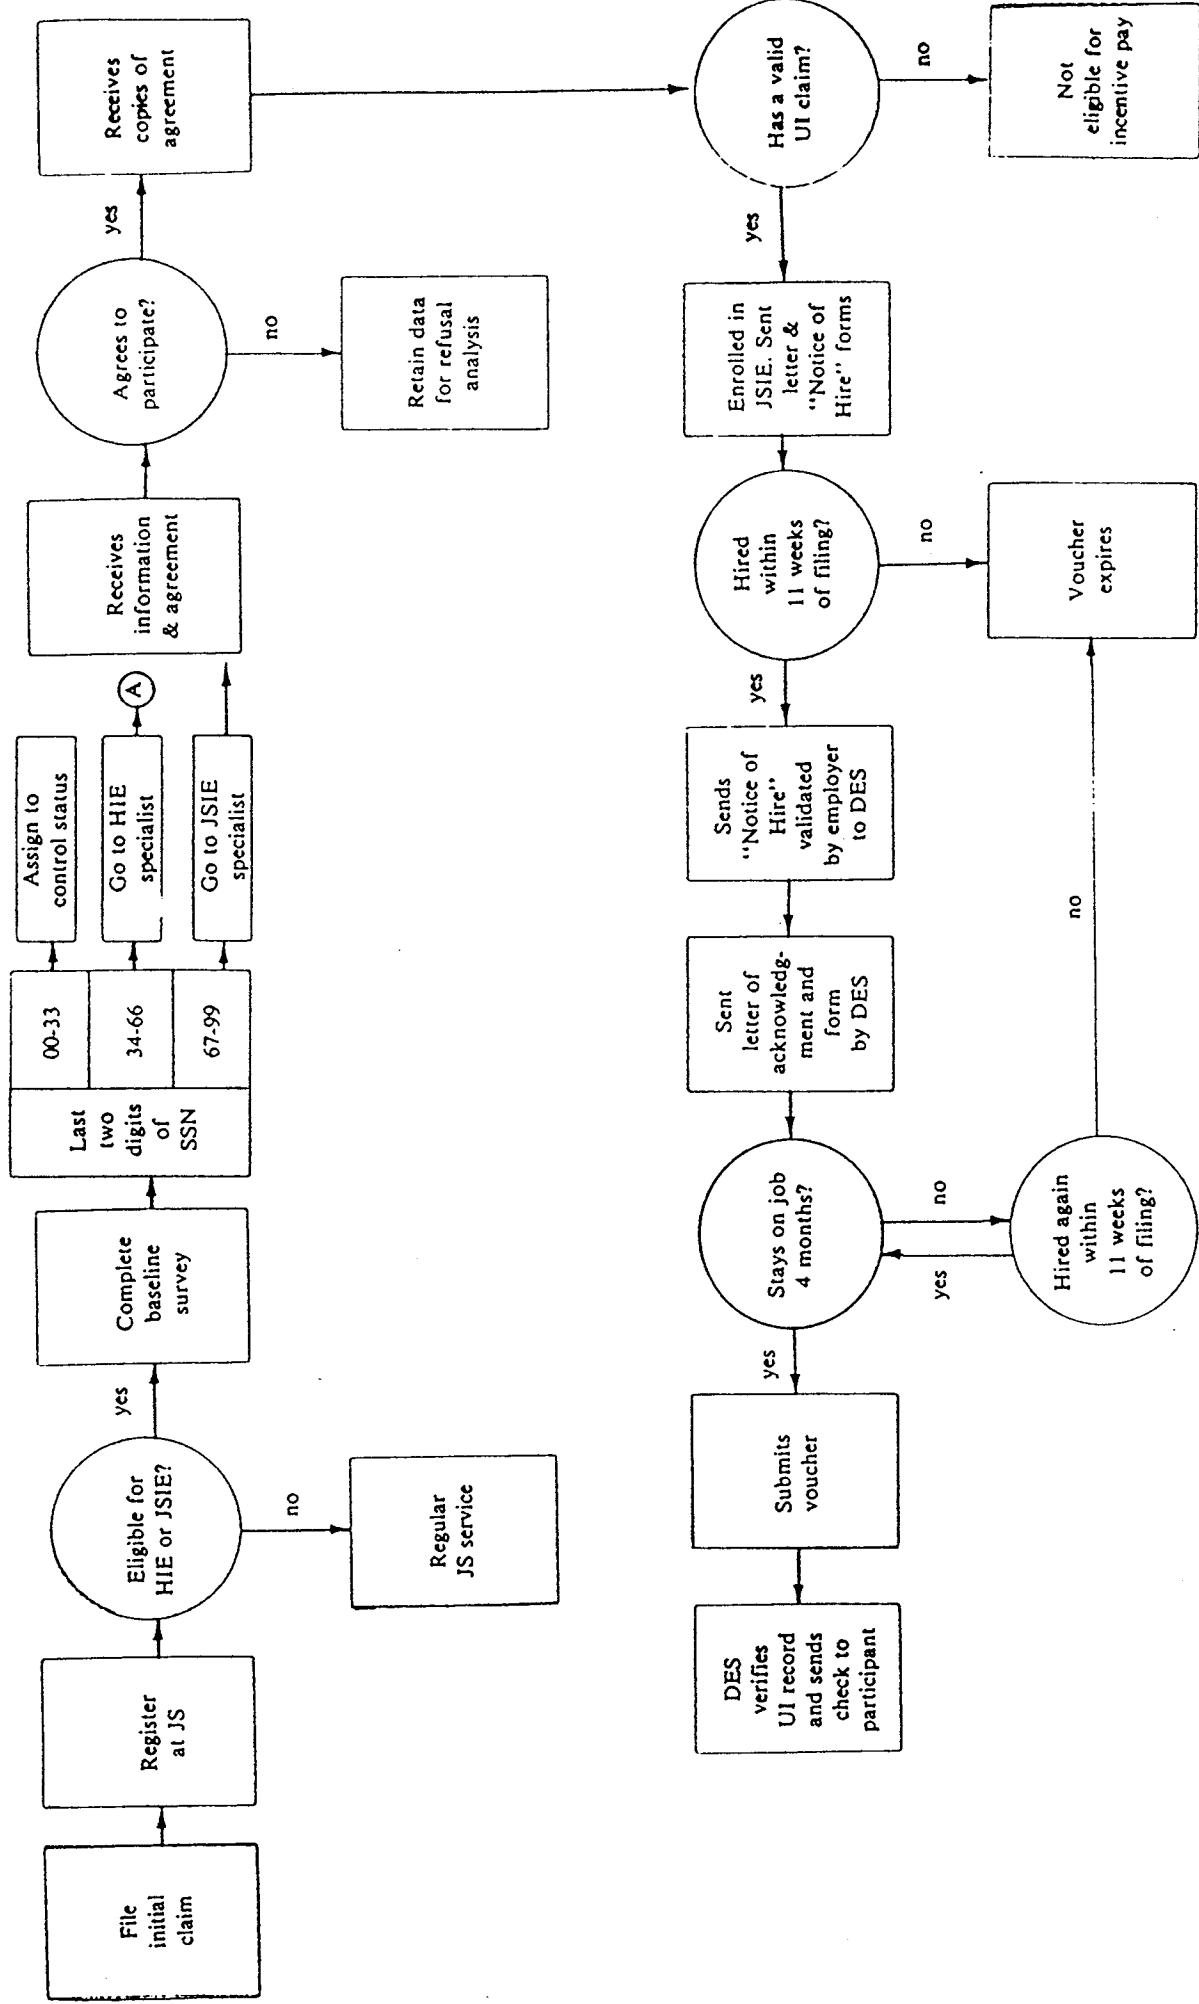 File
initial
claim
Register
at JS
Eligible for
HIE or JSIE?
yes
no
Regular
JS service
Complete
baseline
survey
Last
two
digits
of
SSN
00-33
34-66
67-99
Assign to
control status
Go to HIE
specialist
A
Go to JSIE
specialist
Receives
information
& agreement
Agrees to
participate?
yes
no
Retain data
for refusal
analysis
Receives
copies of
agreement
Has a valid
UI claim?
no
Not
eligible for
incentive pay
yes
Enrolled in
JSIE. Sent
letter &
“Notice of
Hire” forms
Hired
within
11 weeks
of filing?
no
Voucher
expires
yes
Sends
“Notice of
Hire”
validated
by employer
to DES
Sent
letter of
acknowledg-
ment and
form
by DES
Stays on job
4 months?
no
yes
Hired again
within
11 weeks
of filing?
no
yes
Submits
voucher
DES
verifies
UI record
and sends
check to
participant